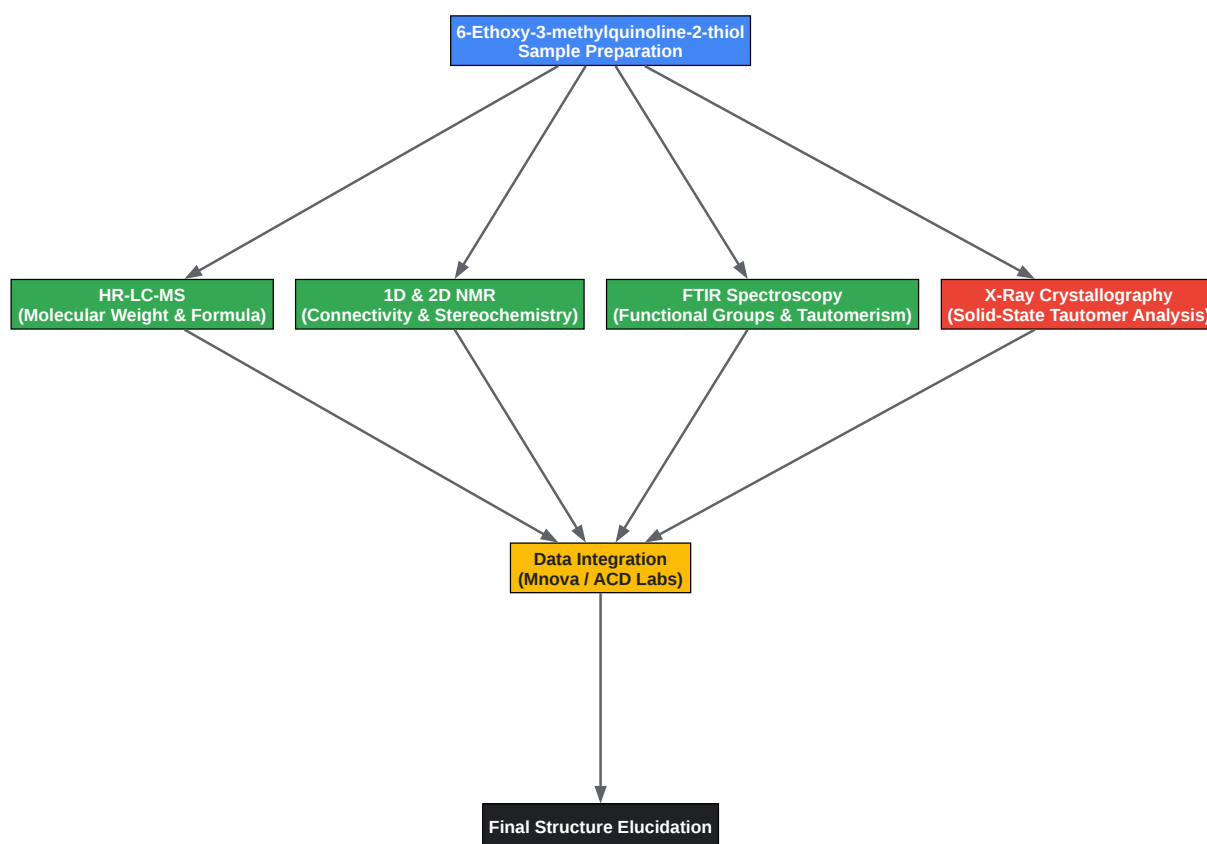 6-Ethoxy-3-methylquinoline-2-thiol
Sample Preparation
HR-LC-MS
(Molecular Weight & Formula)
1D & 2D NMR
(Connectivity & Stereochemistry)
FTIR Spectroscopy
(Functional Groups & Tautomerism)
X-Ray Crystallography
(Solid-State Tautomer Analysis)
Data Integration
(Mnova / ACD Labs)
Final Structure Elucidation